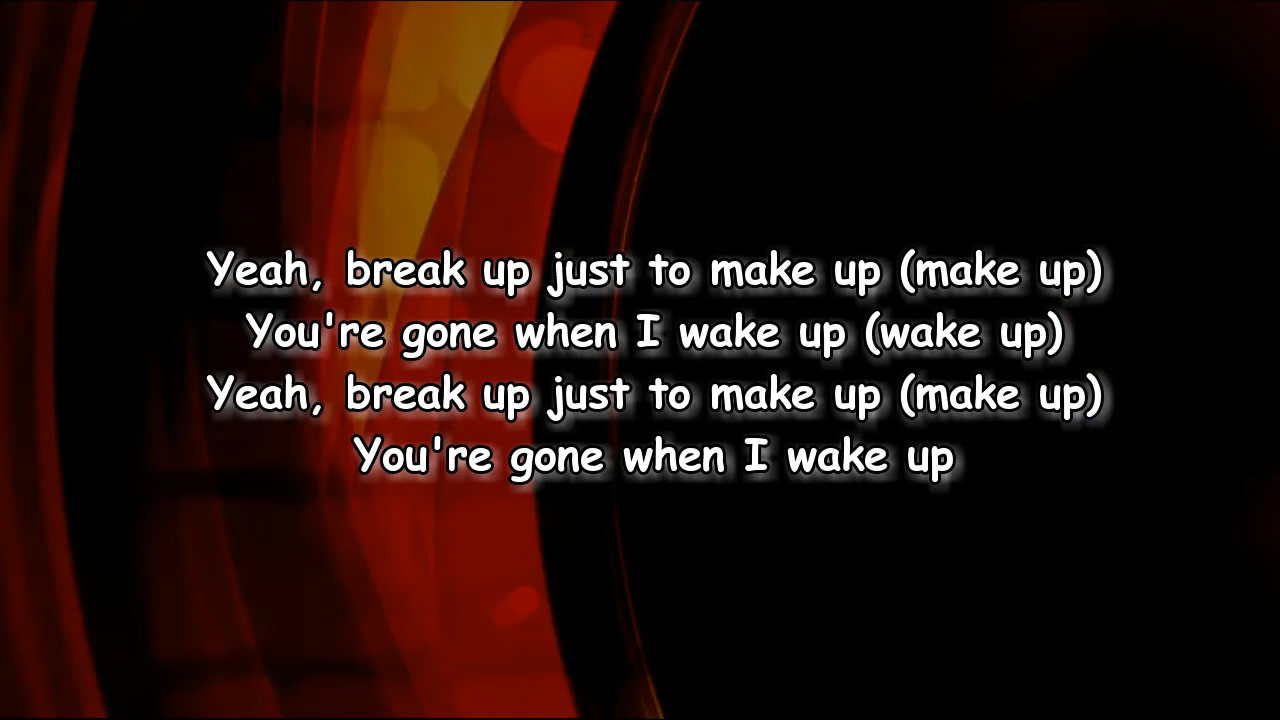 Yeah, break up just to make up (make up)
You're gone when I wake up (wake up)
Yeah, break up just to make up (make up)
You're gone when I wake up